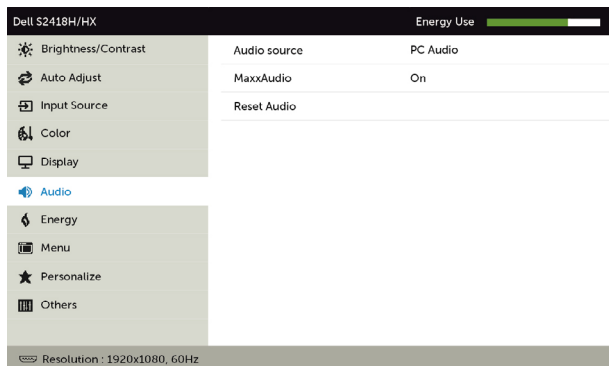 Dell S2418H/HX Energy Use
Brightness/Contrast
Auto Adjust
Input Source
Color
Display
Audio
Energy
Menu
Personalize
Others
Audio source PC Audio
MaxxAudio On
Reset Audio
Resolution : 1920x1080, 60Hz